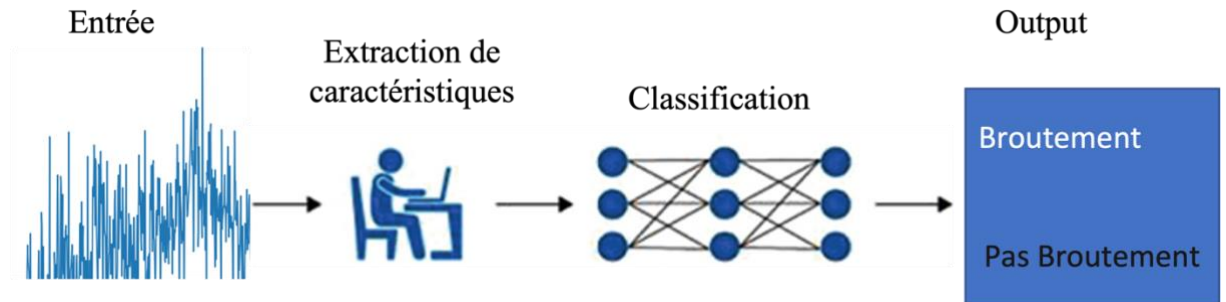 Entrée
Extraction de
caractéristiques
Classification
Output
Broutement
Pas Broutement